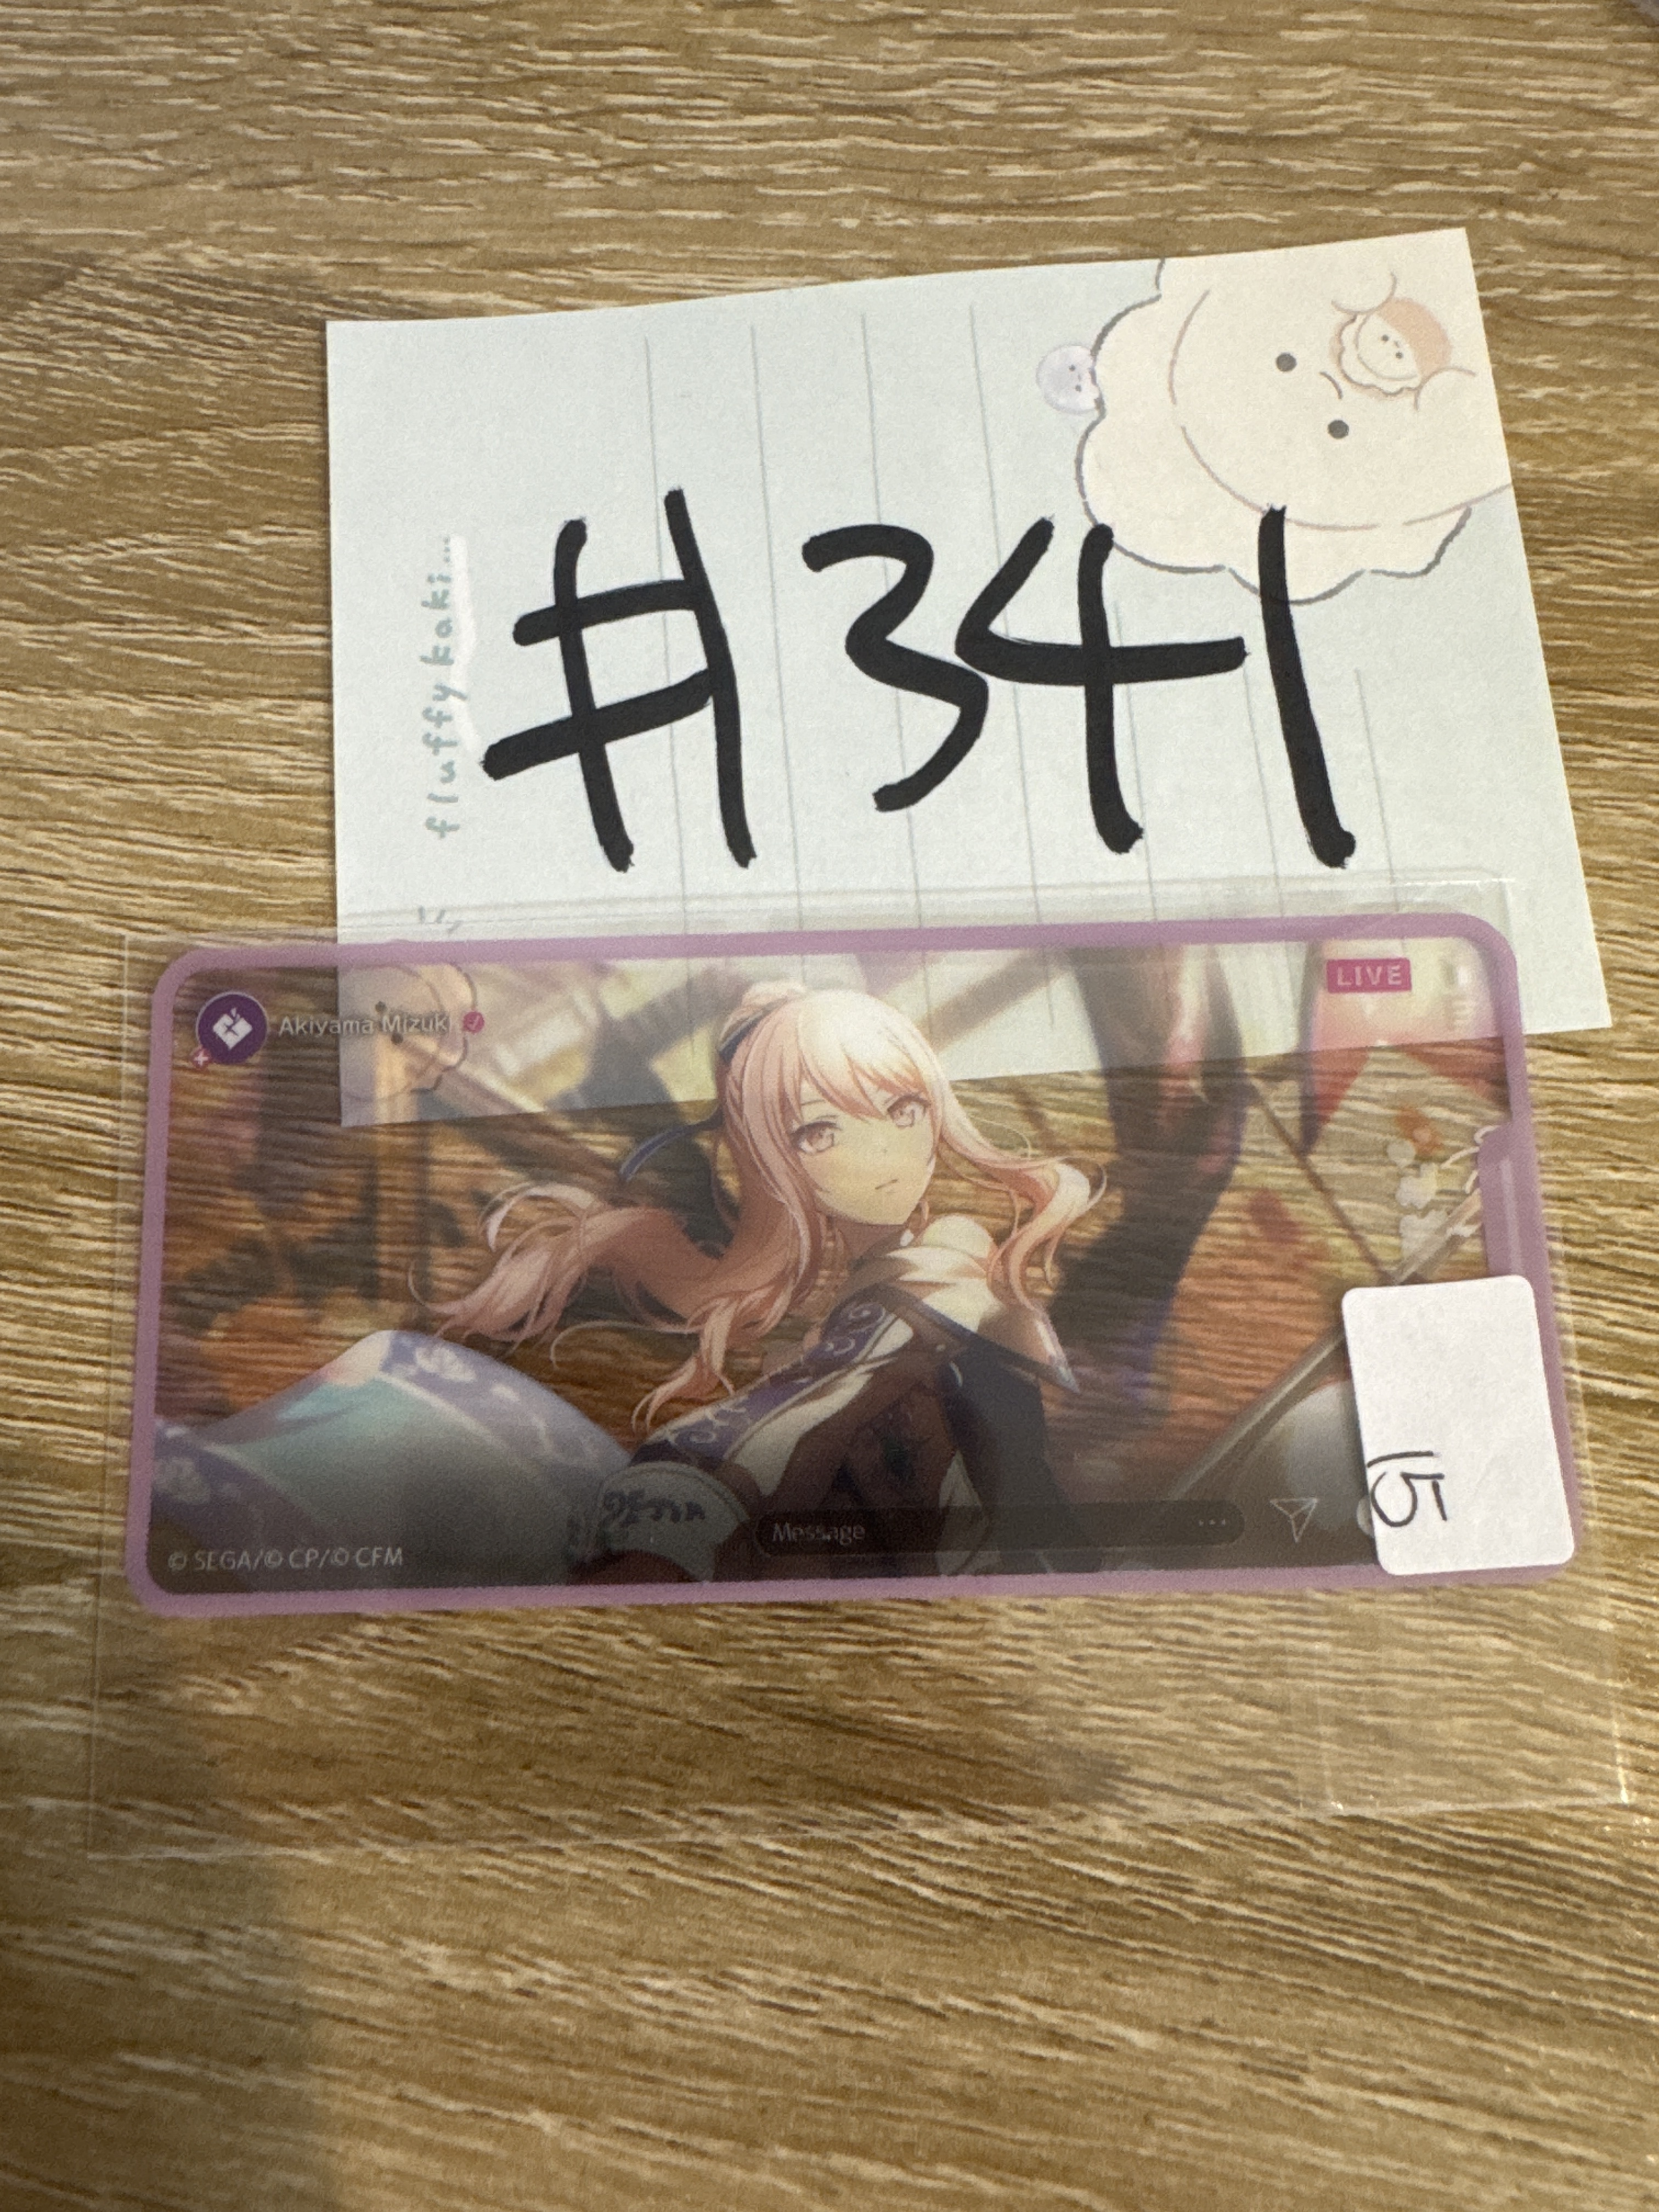 #341
fluffy kaki...
Akiyama Mizuki
LIVE
Message
...
15
© SEGA/© CP/© CFM